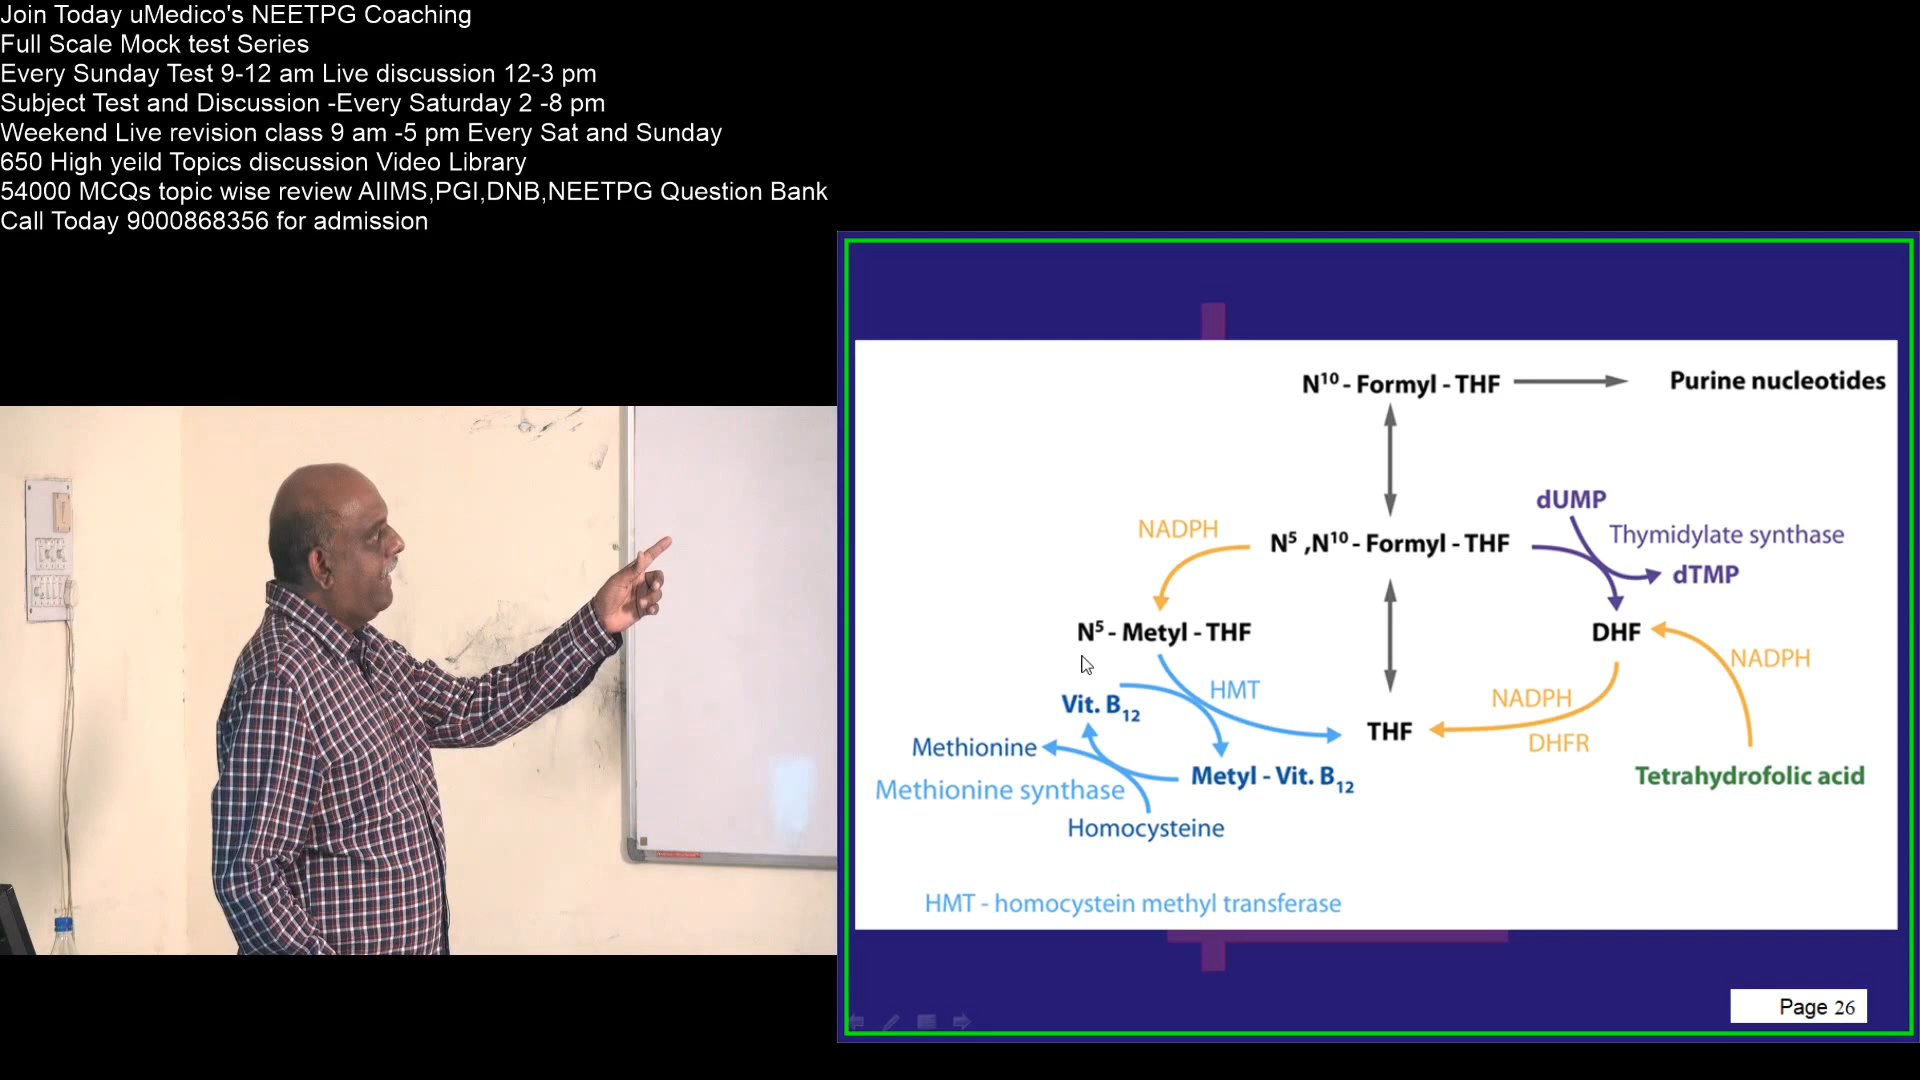 Join Today uMedico's NEETPG Coaching
Full Scale Mock test Series
Every Sunday Test 9-12 am Live discussion 12-3 pm
Subject Test and Discussion -Every Saturday 2 -8 pm
Weekend Live revision class 9 am -5 pm Every Sat and Sunday
650 High yeild Topics discussion Video Library
54000 MCQs topic wise review AIIMS,PGI,DNB,NEETPG Question Bank
Call Today 9000868356 for admission
N¹⁰ - Formyl - THF
Purine nucleotides
dUMP
NADPH
N⁵ ,N¹⁰ - Formyl - THF
Thymidylate synthase
dTMP
N⁵ - Metyl - THF
DHF
NADPH
HMT
NADPH
Vit. B₁₂
THF
DHFR
Methionine
Metyl - Vit. B₁₂
Tetrahydrofolic acid
Methionine synthase
Homocysteine
HMT - homocystein methyl transferase
Page 26